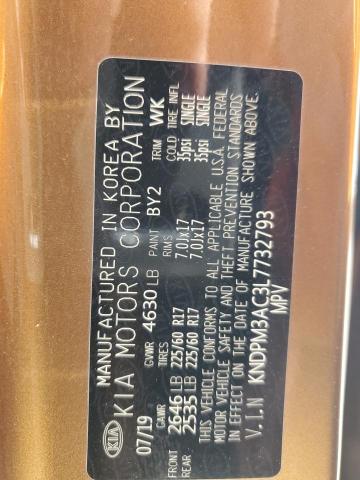 MANUFACTURED IN KOREA BY
KIA KIA MOTORS CORPORATION
07/19 GVWR 4630 LB PAINT BY2 TRIM WK
GAWR TIRES RIMS COLD TIRE INFL
FRONT 2646 LB 225/60 R17 7.0JX17 35psi SINGLE
REAR 2535 LB 225/60 R17 7.0JX17 35psi SINGLE
THIS VEHICLE CONFORMS TO ALL APPLICABLE U.S.A. FEDERAL
MOTOR VEHICLE SAFETY AND THEFT PREVENTION STANDARDS
IN EFFECT ON THE DATE OF MANUFACTURE SHOWN ABOVE.
V.I.N KNDPM3AC3L7732793
MPV